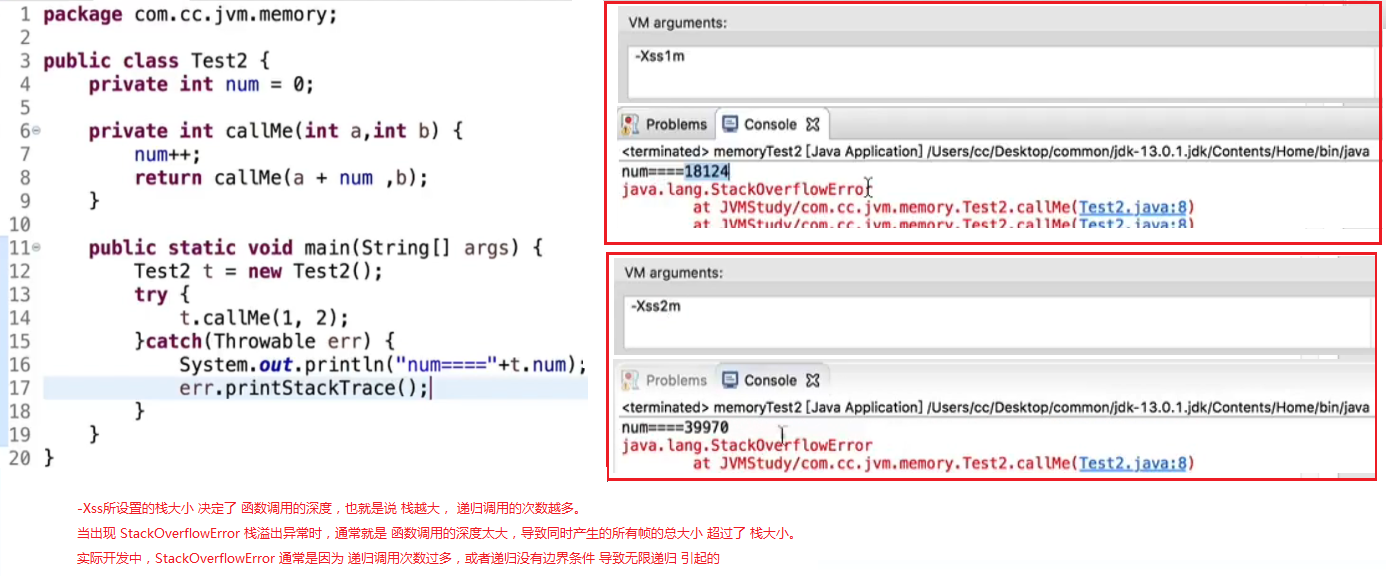 1 package com.cc.jvm.memory;
2
3 public class Test2 {
4 private int num = 0;
5
6 private int callMe(int a,int b) {
7 num++;
8 return callMe(a + num ,b);
9 }
10
11 public static void main(String[] args) {
12 Test2 t = new Test2();
13 try {
14 t.callMe(1, 2);
15 }catch(Throwable err) {
16 System.out.println("num===="+t.num);
17 err.printStackTrace();
18 }
19 }
20 }
VM arguments:
-Xss1m
Problems Console
<terminated> memoryTest2 [Java Application] /Users/cc/Desktop/common/jdk-13.0.1.jdk/Contents/Home/bin/java
num====18124
java.lang.StackOverflowError
at JVMStudy/com.cc.jvm.memory.Test2.callMe(Test2.java:8)
at JVMStudy/com.cc.jvm.memory.Test2.callMe(Test2.java:8)
VM arguments:
-Xss2m
Problems Console
<terminated> memoryTest2 [Java Application] /Users/cc/Desktop/common/jdk-13.0.1.jdk/Contents/Home/bin/java
num====39970
java.lang.StackOverflowError
at JVMStudy/com.cc.jvm.memory.Test2.callMe(Test2.java:8)
-Xss所设置的栈大小 决定了 函数调用的深度，也就是说 栈越大， 递归调用的次数越多。
当出现 StackOverflowError 栈溢出异常时，通常就是 函数调用的深度太大，导致同时产生的所有帧的总大小 超过了 栈大小。
实际开发中，StackOverflowError 通常是因为 递归调用次数过多，或者递归没有边界条件 导致无限递归 引起的